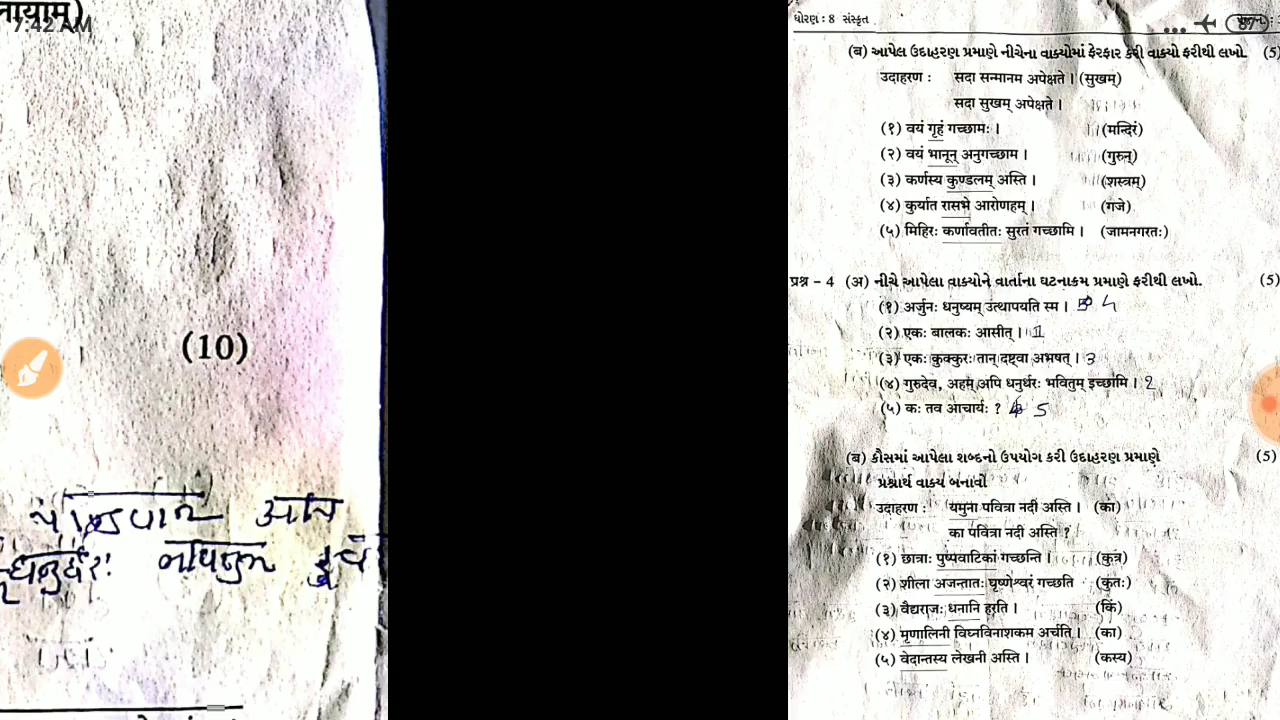 नायाम्)
7:42 AM
(10)
धनुर्धरः
ધોરણ : 8 સંસ્કૃત
87
(બ) આપેલ ઉદાહરણ પ્રમાણે નીચેના વાક્યોમાં ફેરફાર કરી વાક્યો ફરીથી લખો. (5)
उदाहरण : सदा सन्मानम अपेक्षते । (सुखम्)
सदा सुखम् अपेक्षते ।
(१) वयं गृहं गच्छामः । (मन्दिरं)
(२) वयं भानून् अनुगच्छाम । (गुरुन्)
(३) कर्णस्य कुण्डलम् अस्ति । (शस्त्रम्)
(४) कुर्यात रासभे आरोणहम् । (गजे)
(५) मिहिरः कर्णावतीतः सुरतं गच्छामि । (जामनगरतः)
प्रश्न - 4 (अ) નીચે આપેલા વાક્યોને વાર્તાના ઘટનાક્રમ પ્રમાણે ફરીથી લખો. (5)
(१) अर्जुनः धनुष्यम् उत्थापयति स्म । 4
(२) एकः बालकः आसीत् । 1
(३) एकः कुक्कुरः तान् दृष्ट्वा अभषत् । 3
(४) गुरुदेव, अहम् अपि धनुर्धरः भवितुम् इच्छामि । 2
(५) कः तव आचार्यः ? 5
(બ) કૌસમાં આપેલા શબ્દનો ઉપયોગ કરી ઉદાહરણ પ્રમાણે (5)
પ્રશ્નાર્થ વાક્ય બનાવો
उदाहरण : यमुना पवित्रा नदी अस्ति । (का)
का पवित्रा नदी अस्ति ?
(१) छात्राः पुष्पवाटिकां गच्छन्ति । (कुत्र)
(२) शीला अजन्तातः घृष्णेश्वरं गच्छति (कुतः)
(३) वैद्यराजः धनानि हरति । (किं)
(४) मृणालिनी विघ्नविनाशकम अर्चति । (का)
(५) वेदान्तस्य लेखनी अस्ति । (कस्य)